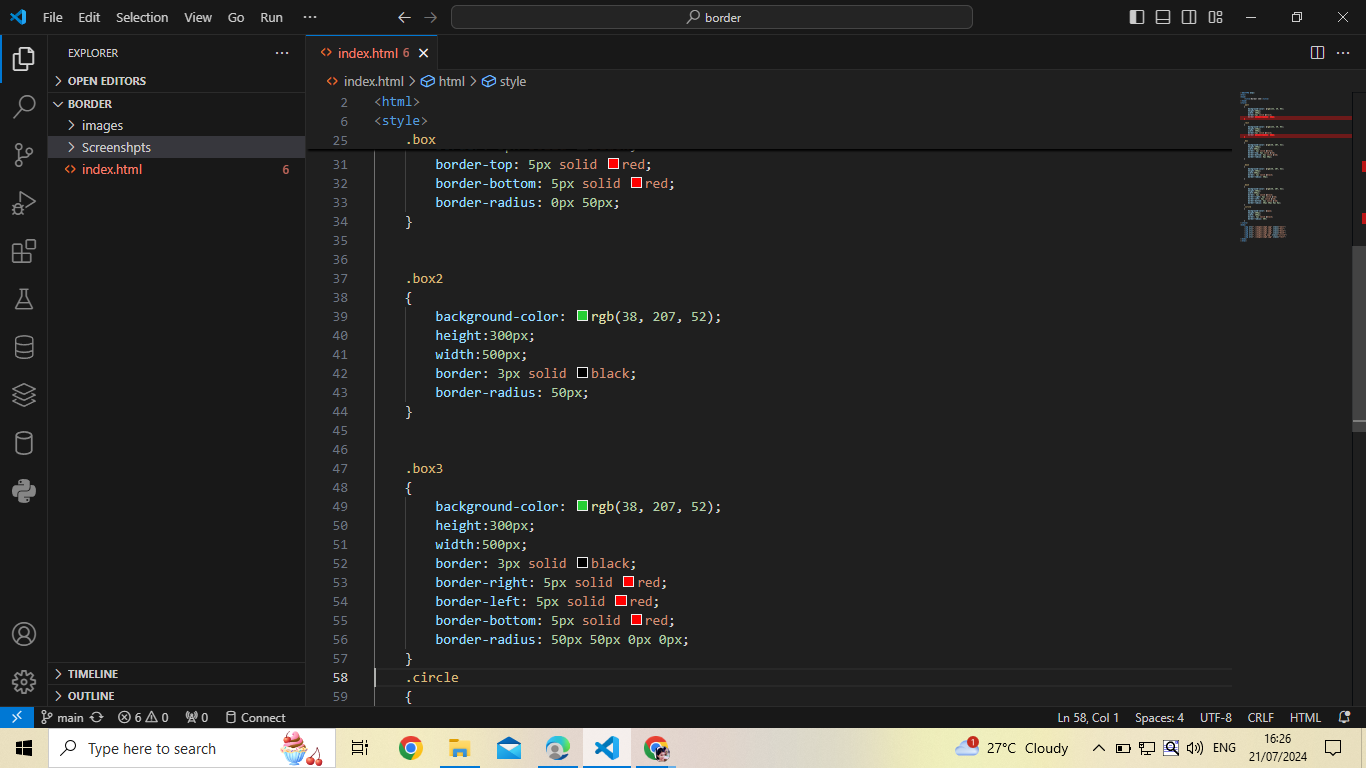 File Edit Selection View Go Run ··· border
EXPLORER ···
OPEN EDITORS
BORDER
images
Screenshpts
index.html 6
TIMELINE
OUTLINE
index.html 6
index.html > html > style
2 <html>
6 <style>
25 .box
31 border-top: 5px solid red;
32 border-bottom: 5px solid red;
33 border-radius: 0px 50px;
34 }
35
36
37 .box2
38 {
39 background-color: rgb(38, 207, 52);
40 height:300px;
41 width:500px;
42 border: 3px solid black;
43 border-radius: 50px;
44 }
45
46
47 .box3
48 {
49 background-color: rgb(38, 207, 52);
50 height:300px;
51 width:500px;
52 border: 3px solid black;
53 border-right: 5px solid red;
54 border-left: 5px solid red;
55 border-bottom: 5px solid red;
56 border-radius: 50px 50px 0px 0px;
57 }
58 .circle
59 {
main 6 0 0 Connect Ln 58, Col 1 Spaces: 4 UTF-8 CRLF HTML
Type here to search 1 27°C Cloudy ENG 16:26
21/07/2024